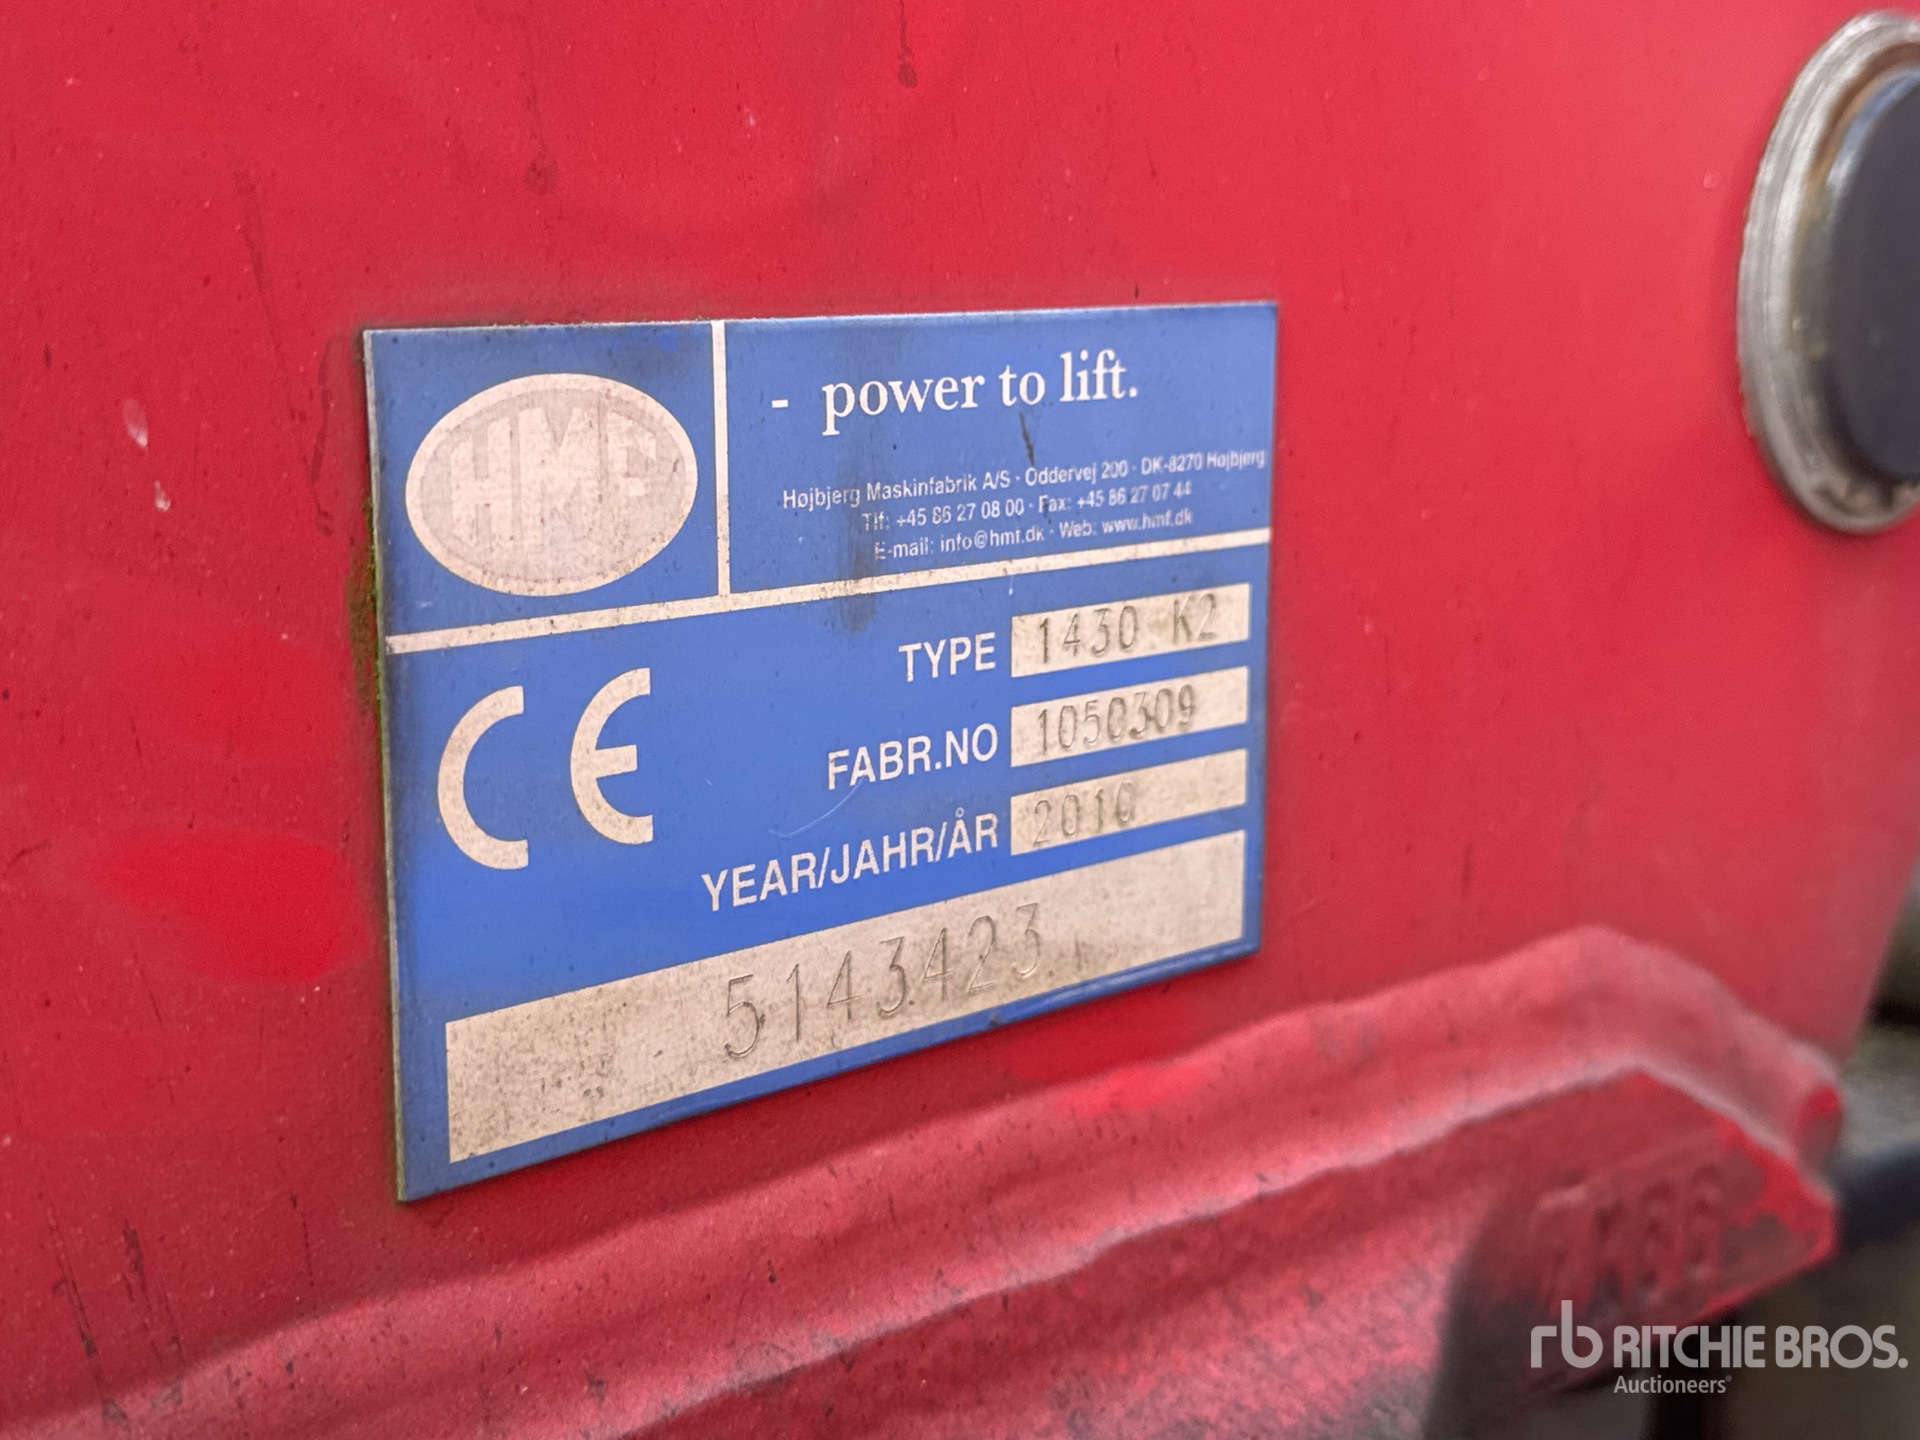 HMF
- power to lift.
Højbjerg Maskinfabrik A/S · Oddervej 200 · DK-8270 Højbjerg
Tlf: +45 86 27 08 00 · Fax: +45 86 27 07 44
E-mail: info@hmf.dk · Web: www.hmf.dk
CE
TYPE 1430 K2
FABR.NO 1050309
YEAR/JAHR/ÅR 2010
5143423
rb RITCHIE BROS.
Auctioneers®